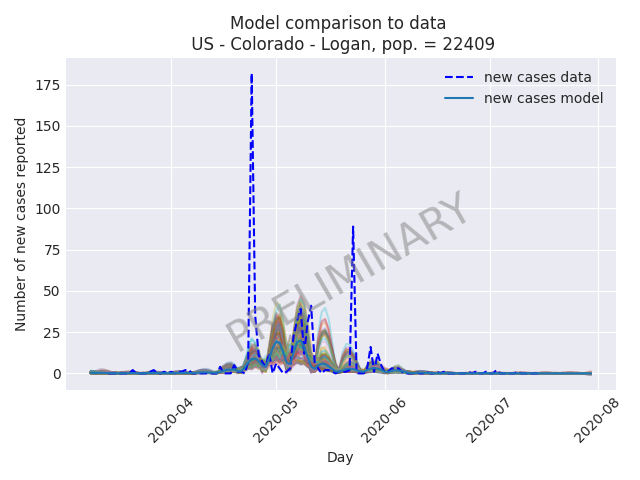 Model comparison to data
US - Colorado - Logan, pop. = 22409
new cases data
new cases model
Number of new cases reported
175
150
125
100
75
50
25
0
PRELIMINARY
2020-04
2020-05
2020-06
2020-07
2020-08
Day